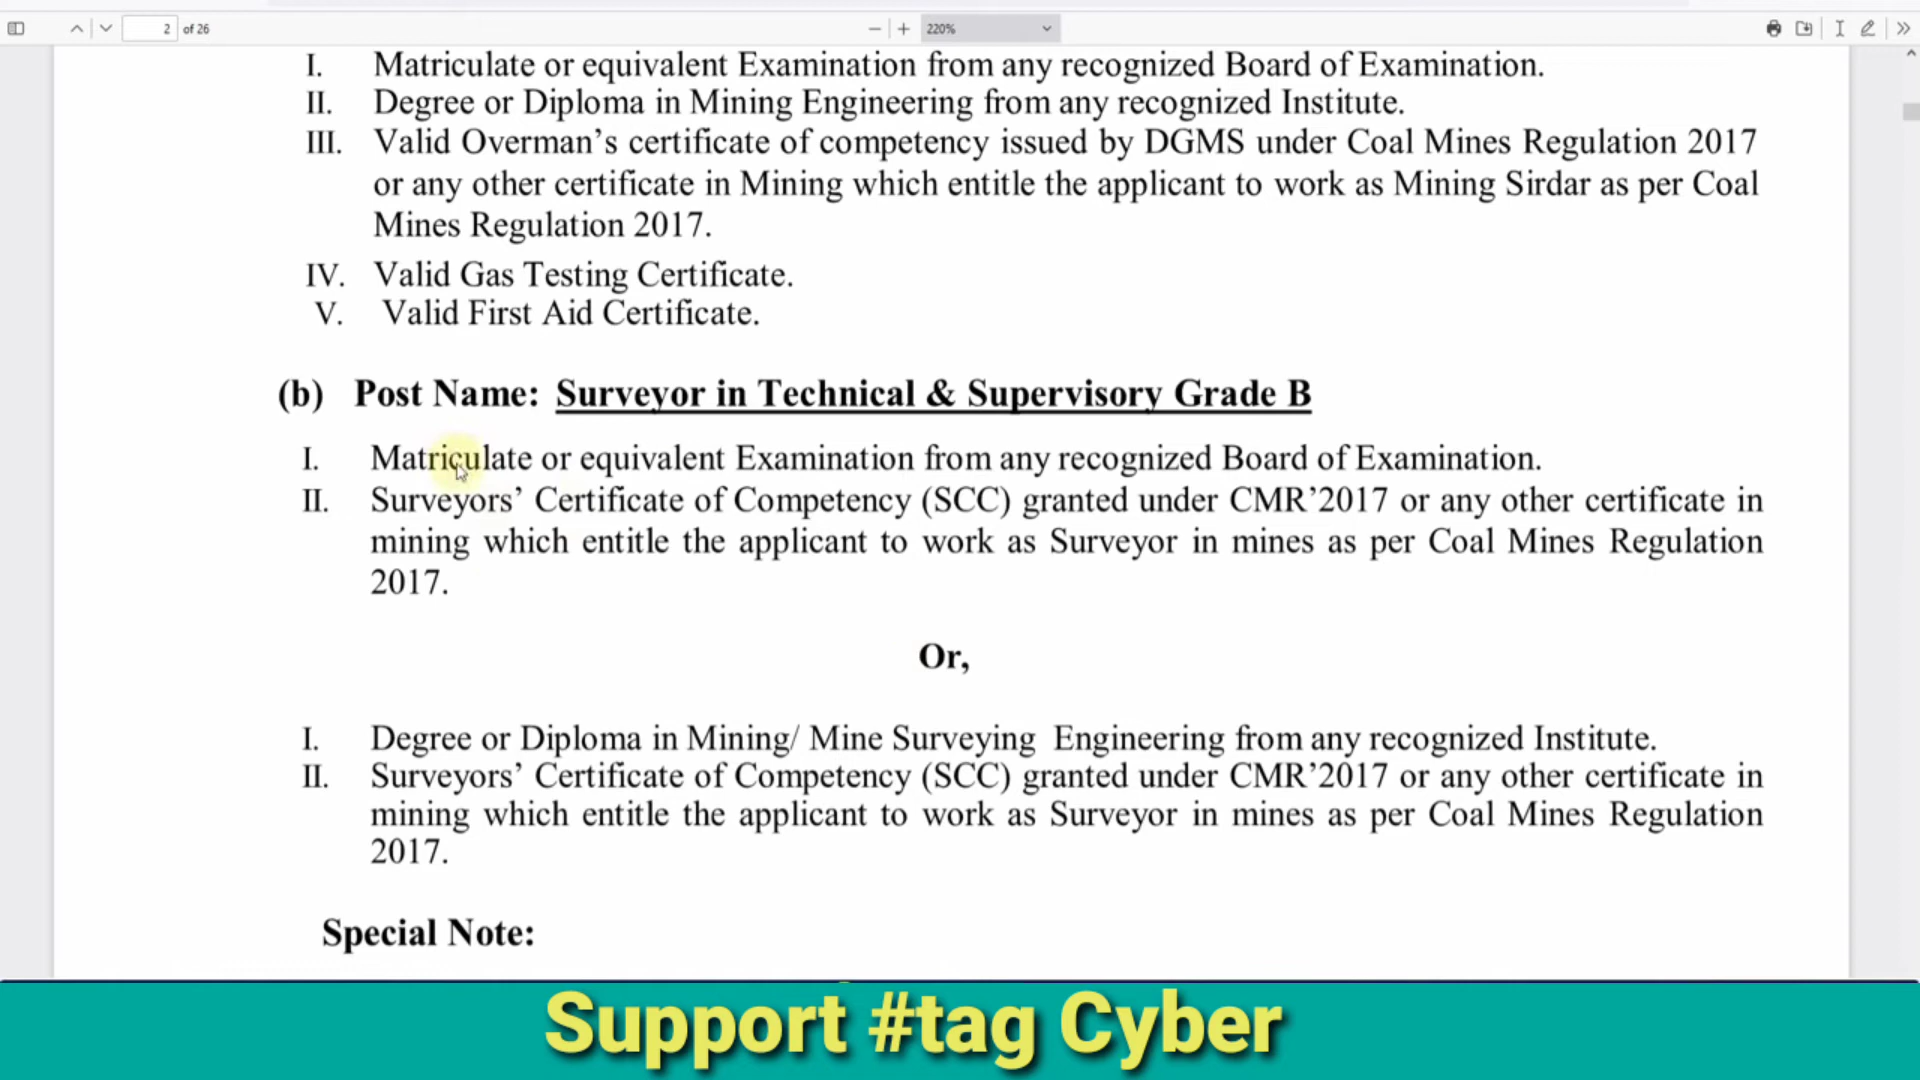 2 of 26 220%
I. Matriculate or equivalent Examination from any recognized Board of Examination.
II. Degree or Diploma in Mining Engineering from any recognized Institute.
III. Valid Overman’s certificate of competency issued by DGMS under Coal Mines Regulation 2017
or any other certificate in Mining which entitle the applicant to work as Mining Sirdar as per Coal
Mines Regulation 2017.
IV. Valid Gas Testing Certificate.
V. Valid First Aid Certificate.
(b) Post Name: Surveyor in Technical & Supervisory Grade B
I. Matriculate or equivalent Examination from any recognized Board of Examination.
II. Surveyors’ Certificate of Competency (SCC) granted under CMR’2017 or any other certificate in
mining which entitle the applicant to work as Surveyor in mines as per Coal Mines Regulation
2017.
Or,
I. Degree or Diploma in Mining/ Mine Surveying Engineering from any recognized Institute.
II. Surveyors’ Certificate of Competency (SCC) granted under CMR’2017 or any other certificate in
mining which entitle the applicant to work as Surveyor in mines as per Coal Mines Regulation
2017.
Special Note:
Support #tag Cyber